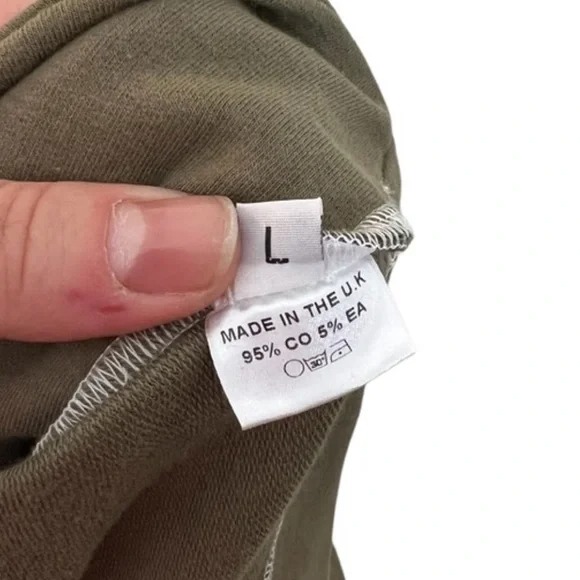 L
MADE IN THE U.K
95% CO 5% EA
30°